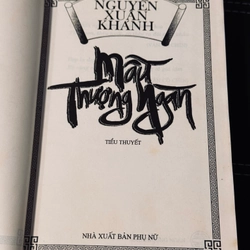 NGUYỄN XUÂN
KHÁNH
Mẫu
Thượng Ngàn
TIỂU THUYẾT
NHÀ XUẤT BẢN PHỤ NỮ